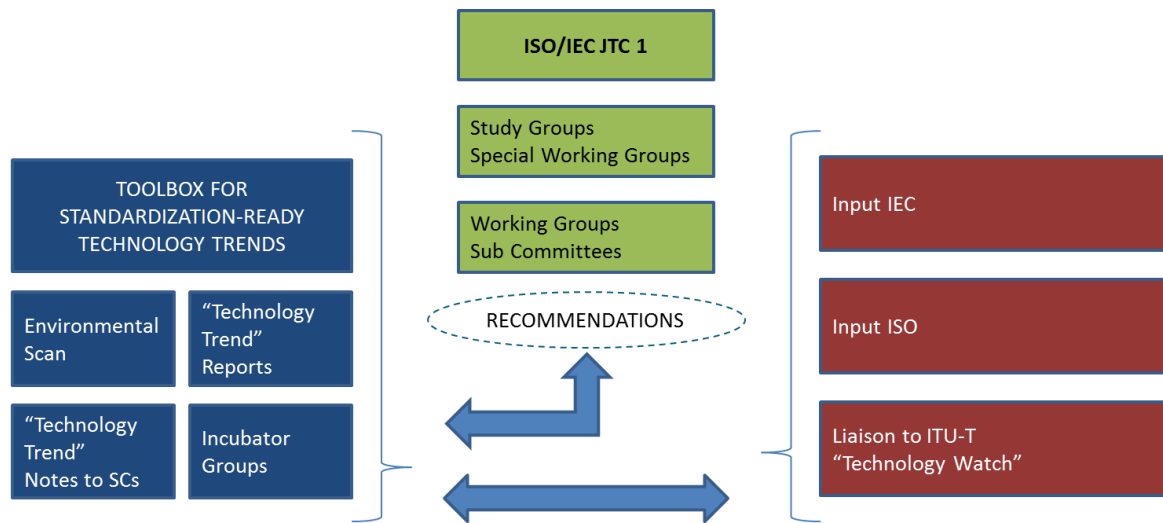 ISO/IEC JTC 1
Study Groups
Special Working Groups
Working Groups
Sub Committees
RECOMMENDATIONS
TOOLBOX FOR
STANDARDIZATION-READY
TECHNOLOGY TRENDS
Environmental
Scan
“Technology
Trend”
Reports
“Technology
Trend”
Notes to SCs
Incubator
Groups
Input IEC
Input ISO
Liaison to ITU-T
“Technology Watch”